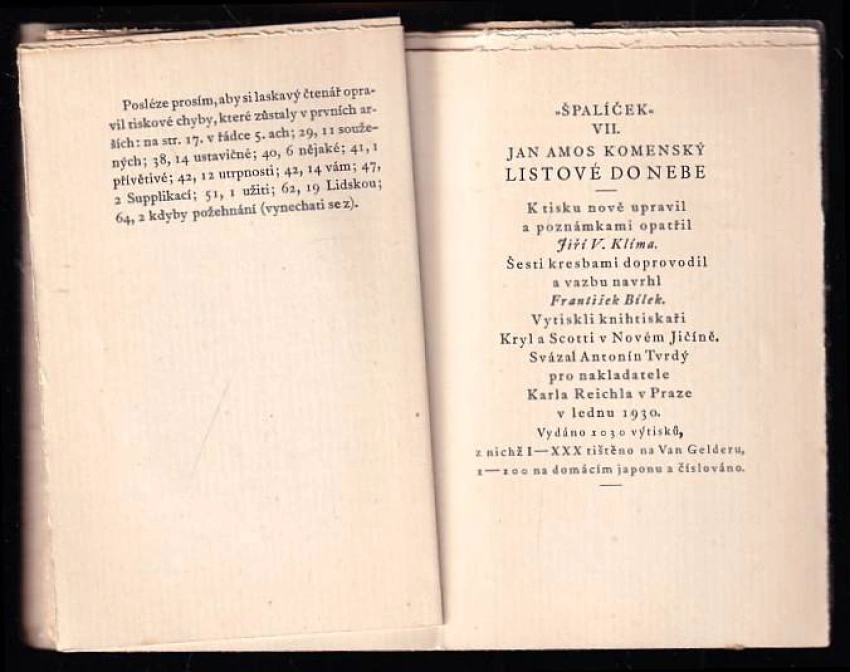 Posléze prosím, aby si laskavý čtenář opra-
vil tiskové chyby, které zůstaly v prvních ar-
ších: na str. 17. v řádce 5. ach; 29, 11 souže-
ných; 38, 14 ustavičné; 40, 6 nějaké; 41, 1
přívětivé; 42, 12 utrpnosti; 42, 14 vám; 47,
2 Supplikací; 51, 1 užiti; 62, 19 Lidskou;
64, 2 kdyby požehnání (vynechati se z).
»ŠPALÍČEK«
VII.
JAN AMOS KOMENSKÝ
LISTOVÉ DO NEBE
K tisku nově upravil
a poznámkami opatřil
Jiří V. Klíma.
Šesti kresbami doprovodil
a vazbu navrhl
František Bílek.
Vytiskli knihtiskaři
Kryl a Scotti v Novém Jičíně.
Svázal Antonín Tvrdý
pro nakladatele
Karla Reichla v Praze
v lednu 1930.
Vydáno 1030 výtisků,
z nichž I—XXX tištěno na Van Gelderu,
1—100 na domácím japonu a číslováno.